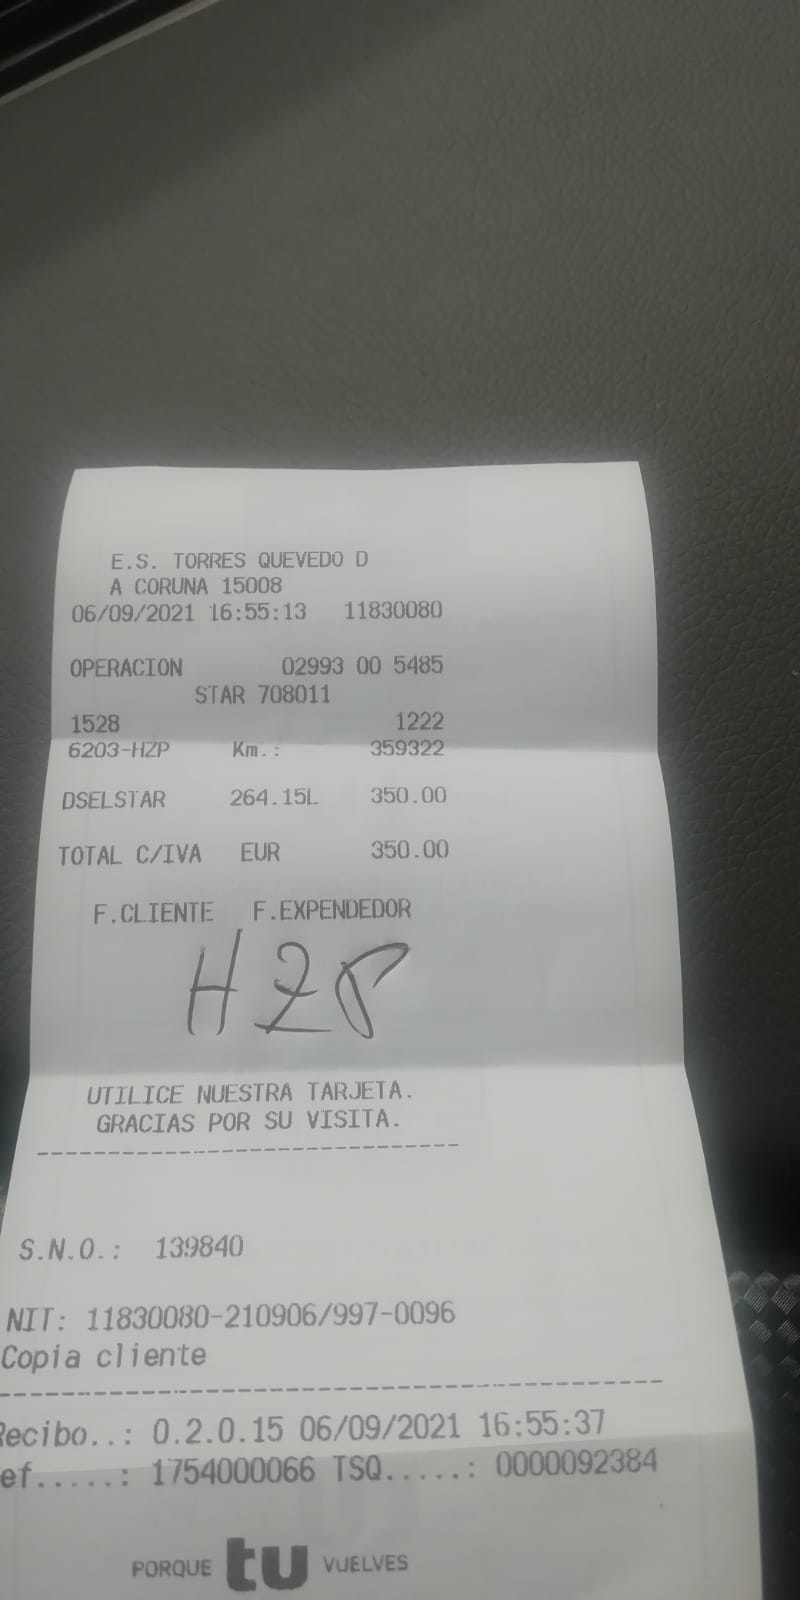 E.S. TORRES QUEVEDO D
A CORUNA 15008
06/09/2021 16:55:13 11830080
OPERACION 02993 00 5485
STAR 708011
1528 1222
6203-HZP Km.: 359322
DSELSTAR 264.15L 350.00
TOTAL C/IVA EUR 350.00
F.CLIENTE F.EXPENDEDOR
HZP
UTILICE NUESTRA TARJETA.
GRACIAS POR SU VISITA.
S.N.O.: 139840
NIT: 11830080-210906/997-0096
Copia cliente
Recibo..: 0.2.0.15 06/09/2021 16:55:37
ef.....: 1754000066 TSQ.....: 0000092384
PORQUE tu VUELVES